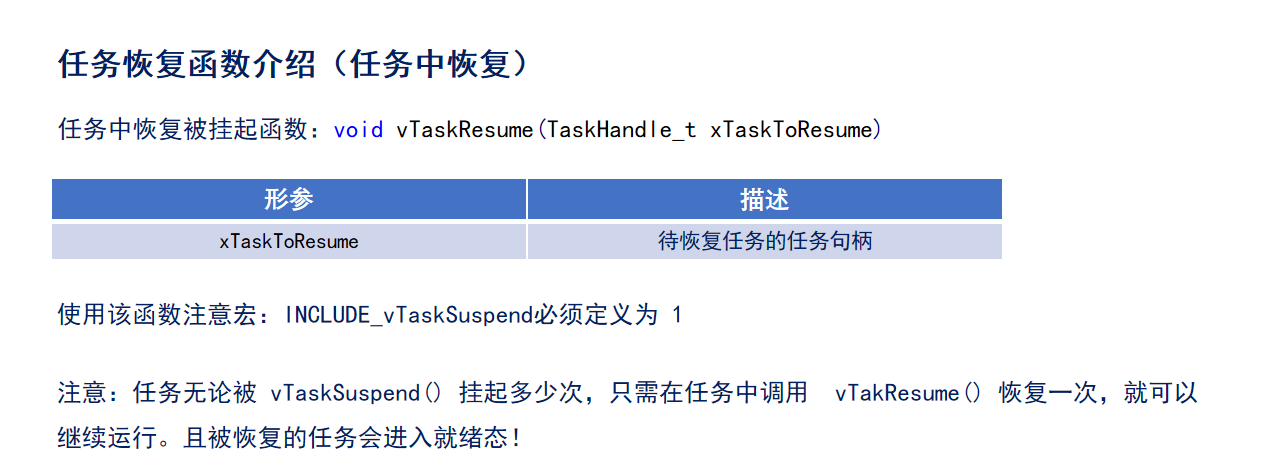 任务恢复函数介绍（任务中恢复）
任务中恢复被挂起函数：void vTaskResume(TaskHandle_t xTaskToResume)
形参 描述
xTaskToResume 待恢复任务的任务句柄
使用该函数注意宏：INCLUDE_vTaskSuspend必须定义为 1
注意：任务无论被 vTaskSuspend() 挂起多少次，只需在任务中调用 vTakResume() 恢复一次，就可以
继续运行。且被恢复的任务会进入就绪态！